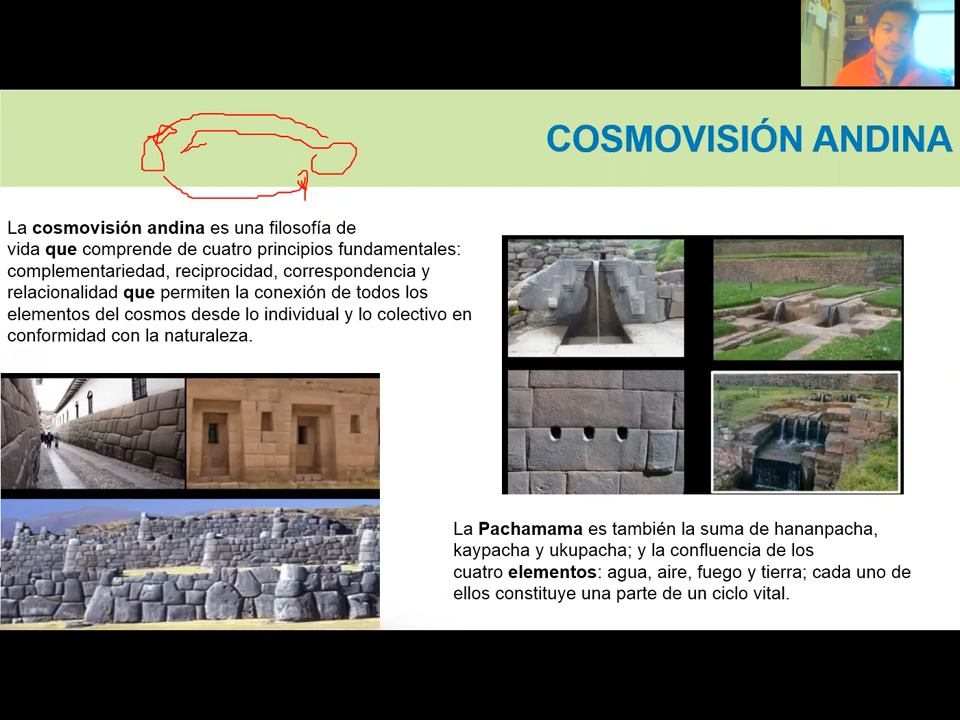 COSMOVISIÓN ANDINA
La cosmovisión andina es una filosofía de
vida que comprende de cuatro principios fundamentales:
complementariedad, reciprocidad, correspondencia y
relacionalidad que permiten la conexión de todos los
elementos del cosmos desde lo individual y lo colectivo en
conformidad con la naturaleza.
La Pachamama es también la suma de hananpacha,
kaypacha y ukupacha; y la confluencia de los
cuatro elementos: agua, aire, fuego y tierra; cada uno de
ellos constituye una parte de un ciclo vital.